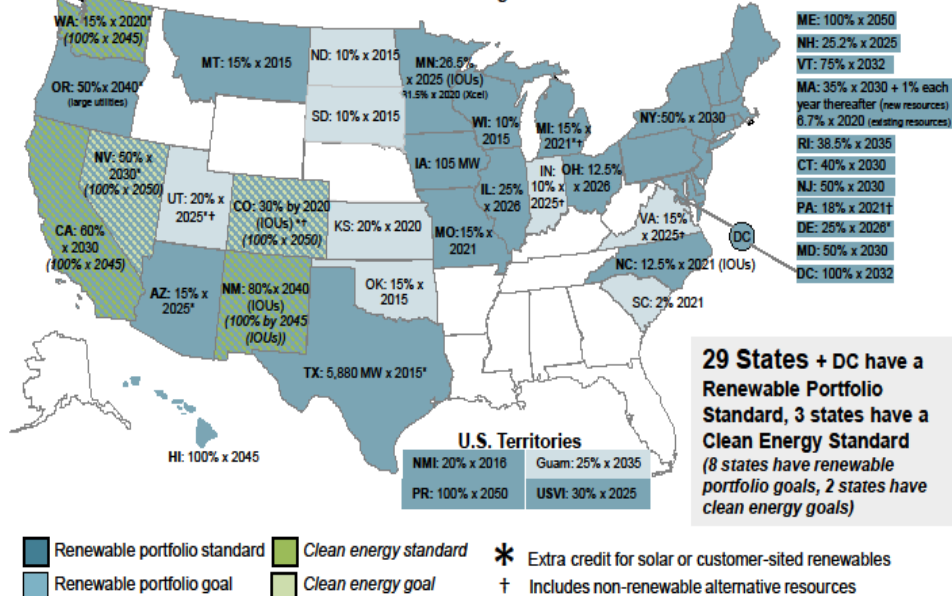 WA: 15% x 2020*
(100% x 2045)
OR: 50%x 2040*
(large utilities)
MT: 15% x 2015
ND: 10% x 2015
SD: 10% x 2015
MN:26.5%
x 2025 (IOUs)
31.5% x 2020 (Xcel)
WI: 10%
2015
MI: 15% x
2021*†
NY:50% x 2030
NV: 50% x
2030*
(100% x 2050)
UT: 20% x
2025*†
CO: 30% by 2020
(IOUs) *†
(100% x 2050)
KS: 20% x 2020
IA: 105 MW
IL: 25%
x 2026
IN:
10% x
2025†
OH: 12.5%
x 2026
MO:15% x
2021
VA: 15%
x 2025†
DC
CA: 60%
x 2030
(100% x 2045)
AZ: 15% x
2025*
NM: 80%x 2040
(IOUs)
(100% by 2045
(IOUs))
OK: 15% x
2015
NC: 12.5% x 2021 (IOUs)
SC: 2% 2021
TX: 5,880 MW x 2015*
HI: 100% x 2045
ME: 100% x 2050
NH: 25.2% x 2025
VT: 75% x 2032
MA: 35% x 2030 + 1% each
year thereafter (new resources)
6.7% x 2020 (existing resources)
RI: 38.5% x 2035
CT: 40% x 2030
NJ: 50% x 2030
PA: 18% x 2021†
DE: 25% x 2026*
MD: 50% x 2030
DC: 100% x 2032
29 States + DC have a
Renewable Portfolio
Standard, 3 states have a
Clean Energy Standard
(8 states have renewable
portfolio goals, 2 states have
clean energy goals)
U.S. Territories
NMI: 20% x 2016
Guam: 25% x 2035
PR: 100% x 2050
USVI: 30% x 2025
Renewable portfolio standard
Clean energy standard
* Extra credit for solar or customer-sited renewables
Renewable portfolio goal
Clean energy goal
† Includes non-renewable alternative resources